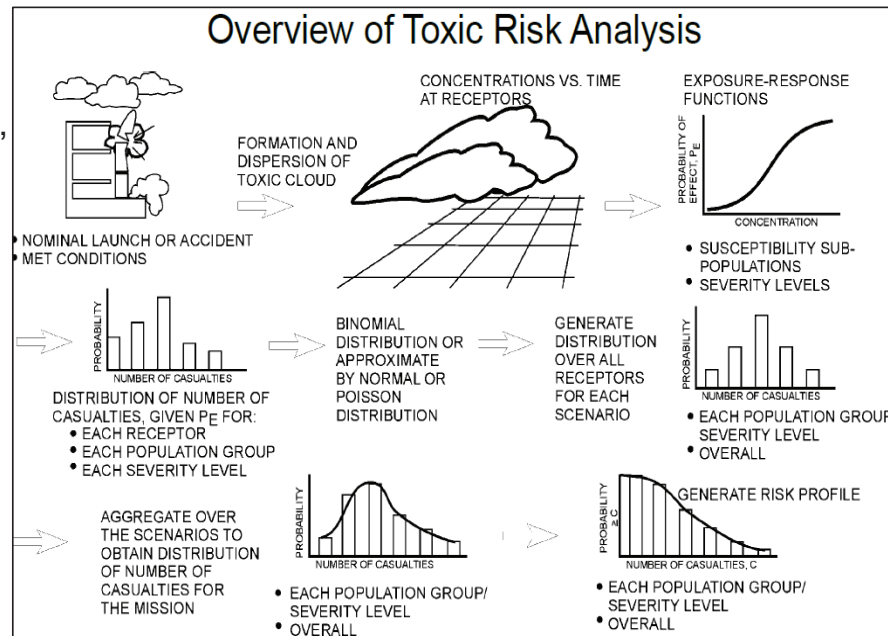 Overview of Toxic Risk Analysis
,
NOMINAL LAUNCH OR ACCIDENT
MET CONDITIONS
FORMATION AND
DISPERSION OF
TOXIC CLOUD
CONCENTRATIONS VS. TIME
AT RECEPTORS
EXPOSURE-RESPONSE
FUNCTIONS
PROBABILITY OF
EFFECT, PE
CONCENTRATION
SUSCEPTIBILITY SUB-
POPULATIONS
SEVERITY LEVELS
PROBABILITY
NUMBER OF CASUALTIES
DISTRIBUTION OF NUMBER OF
CASUALTIES, GIVEN PE FOR:
EACH RECEPTOR
EACH POPULATION GROUP
EACH SEVERITY LEVEL
BINOMIAL
DISTRIBUTION OR
APPROXIMATE
BY NORMAL OR
POISSON
DISTRIBUTION
GENERATE
DISTRIBUTION
OVER ALL
RECEPTORS
FOR EACH
SCENARIO
PROBABILITY
NUMBER OF CASUALTIES
EACH POPULATION GROUP
SEVERITY LEVEL
OVERALL
AGGREGATE OVER
THE SCENARIOS TO
OBTAIN DISTRIBUTION
OF NUMBER OF
CASUALTIES FOR
THE MISSION
PROBABILITY
NUMBER OF CASUALTIES
EACH POPULATION GROUP/
SEVERITY LEVEL
OVERALL
GENERATE RISK PROFILE
PROBABILITY
≥C
NUMBER OF CASUALTIES, C
EACH POPULATION GROUP/
SEVERITY LEVEL
OVERALL